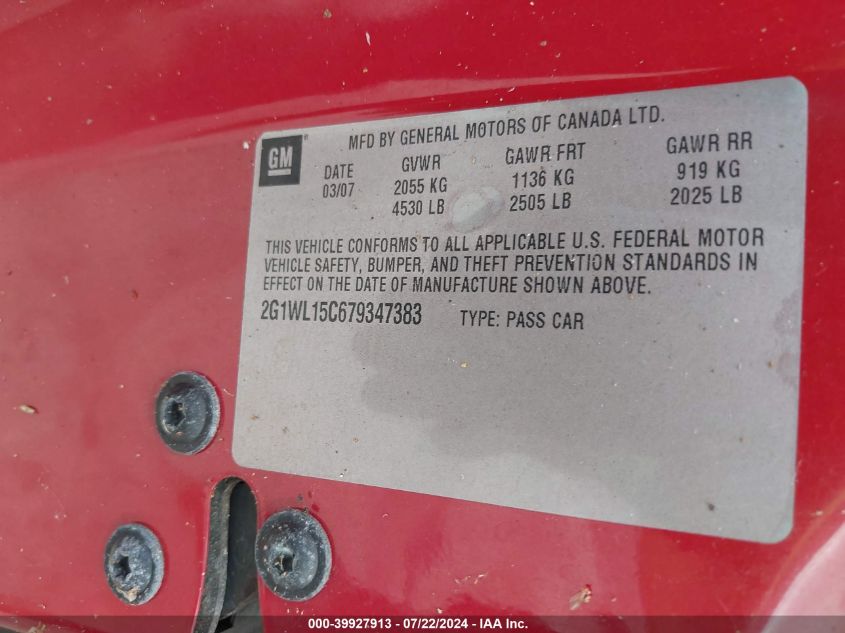 MFD BY GENERAL MOTORS OF CANADA LTD.
GM
DATE GVWR GAWR FRT GAWR RR
03/07 2055 KG 1136 KG 919 KG
4530 LB 2505 LB 2025 LB
THIS VEHICLE CONFORMS TO ALL APPLICABLE U.S. FEDERAL MOTOR
VEHICLE SAFETY, BUMPER, AND THEFT PREVENTION STANDARDS IN
EFFECT ON THE DATE OF MANUFACTURE SHOWN ABOVE.
2G1WL15C679347383 TYPE: PASS CAR
000-39927913 - 07/22/2024 - IAA Inc.